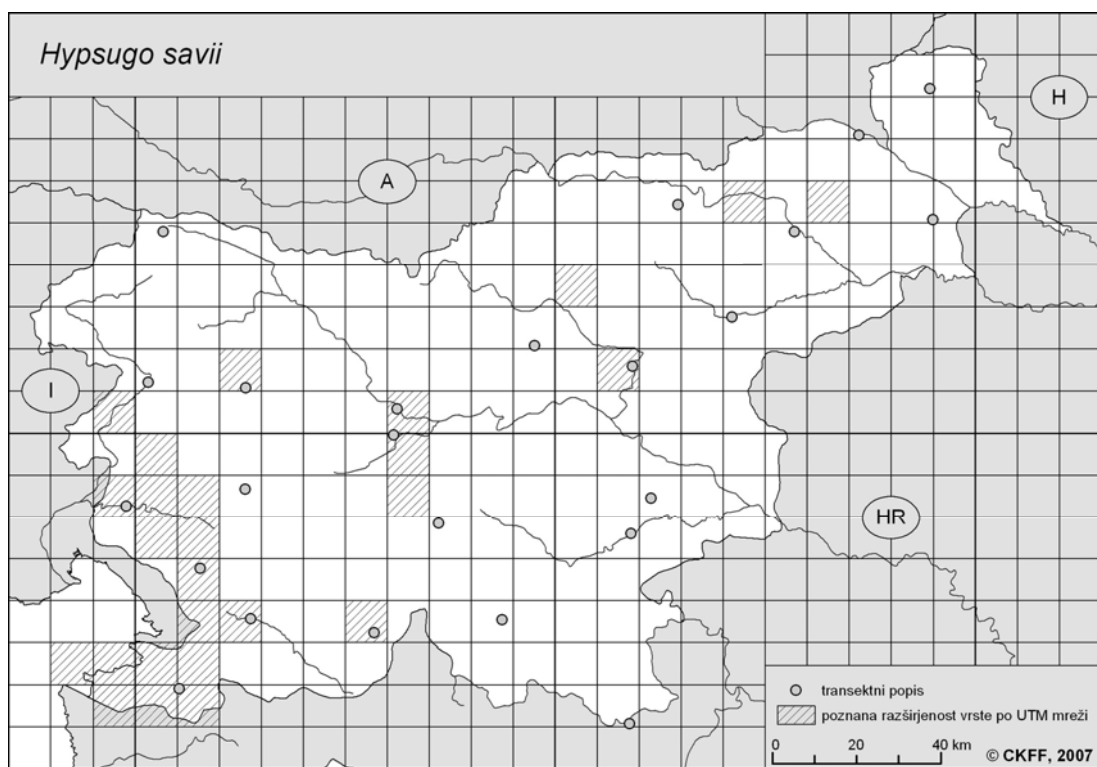 Hypsugo savii
H
A
I
HR
transektni popis
poznana razširjenost vrste po UTM mreži
0 20 40 km
© CKFF, 2007